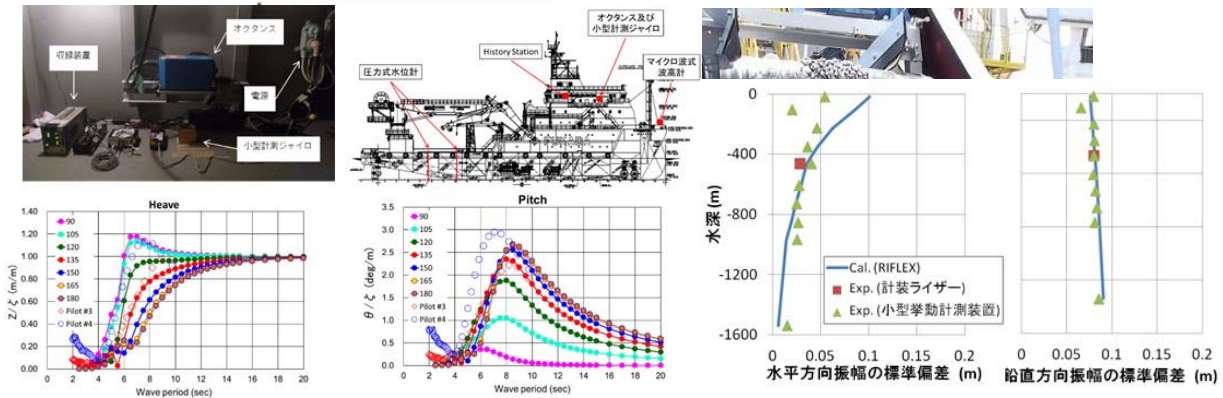 オクタンス
収録装置
電源
小型計測ジャイロ
オクタンス及び
小型計測ジャイロ
History Station
マイクロ波式
波高計
圧力式水位計
Heave
Z/ζ (m/m)
1.40
1.20
1.00
0.80
0.60
0.40
0.20
0.00
90
105
120
135
150
165
180
Pilot #3
Pilot #4
0 2 4 6 8 10 12 14 16 18 20
Wave period (sec)
Pitch
θ/ζ (deg/m)
3.5
3.0
2.5
2.0
1.5
1.0
0.5
0.0
90
105
120
135
150
165
180
Pilot #3
Pilot #4
0 2 4 6 8 10 12 14 16 18 20
Wave period (sec)
水深(m)
0
-400
-800
-1200
-1600
Cal. (RIFLEX)
Exp. (計装ライザー)
Exp. (小型挙動計測装置)
0 0.05 0.1 0.15 0.2
水平方向振幅の標準偏差 (m)
0 0.05 0.1 0.15 0.2
鉛直方向振幅の標準偏差 (m)